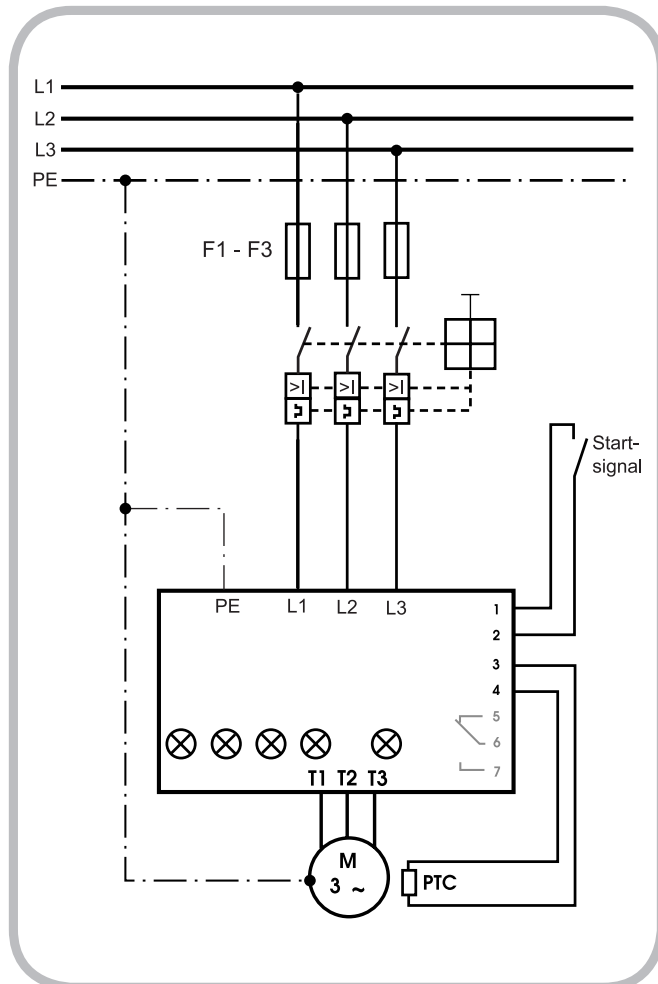 L1
L2
L3
PE
F1 - F3
>I >I >I
Start-
signal
PE L1 L2 L3
1
2
3
4
5
6
7
T1 T2 T3
M
3 ~
PTC